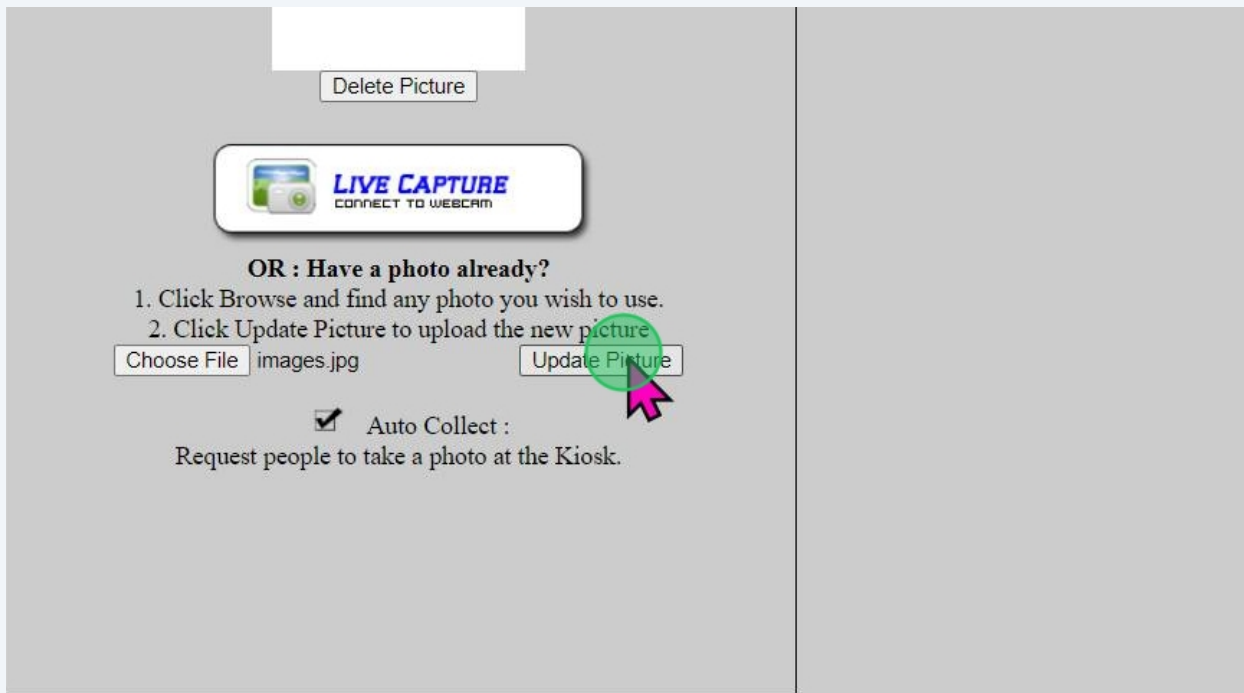 Delete Picture
LIVE CAPTURE
CONNECT TO WEBCAM
OR : Have a photo already?
1. Click Browse and find any photo you wish to use.
2. Click Update Picture to upload the new picture
Choose File images.jpg Update Picture
Auto Collect :
Request people to take a photo at the Kiosk.